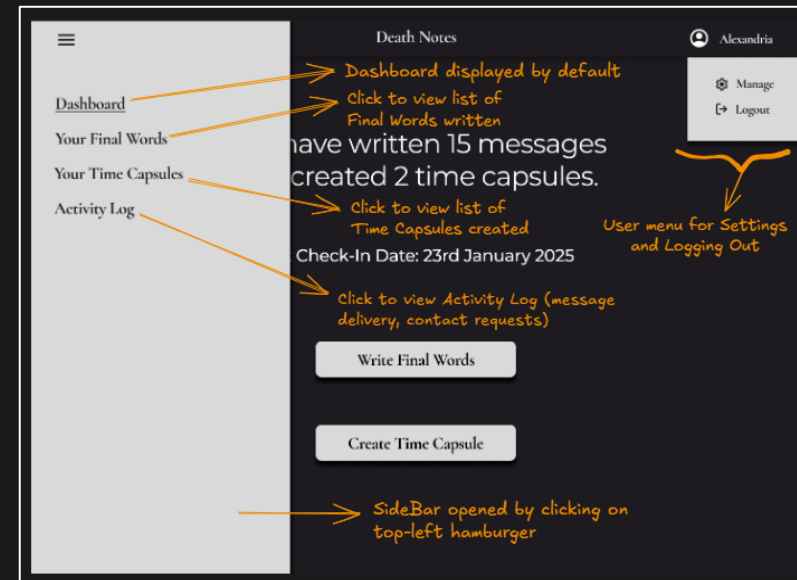 Death Notes
Alexandria
Manage
Logout
Dashboard
Your Final Words
Your Time Capsules
Activity Log
Dashboard displayed by default
Click to view list of
Final Words written
have written 15 messages
created 2 time capsules.
Click to view list of
Time Capsules created
User menu for Settings
and Logging Out
Check-In Date: 23rd January 2025
Click to view Activity Log (message
delivery, contact requests)
Write Final Words
Create Time Capsule
SideBar opened by clicking on
top-left hamburger